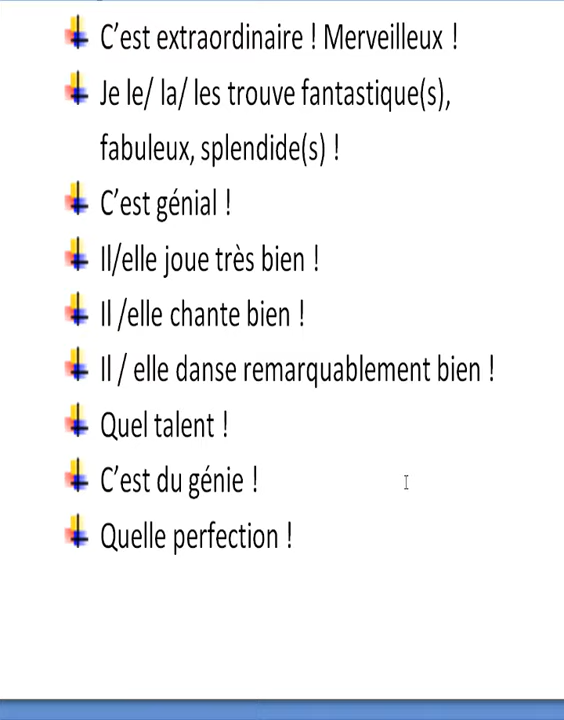 C'est extraordinaire ! Merveilleux !
Je le/ la/ les trouve fantastique(s),
fabuleux, splendide(s) !
C'est génial !
Il/elle joue très bien !
Il /elle chante bien !
Il / elle danse remarquablement bien !
Quel talent !
C'est du génie !
Quelle perfection !